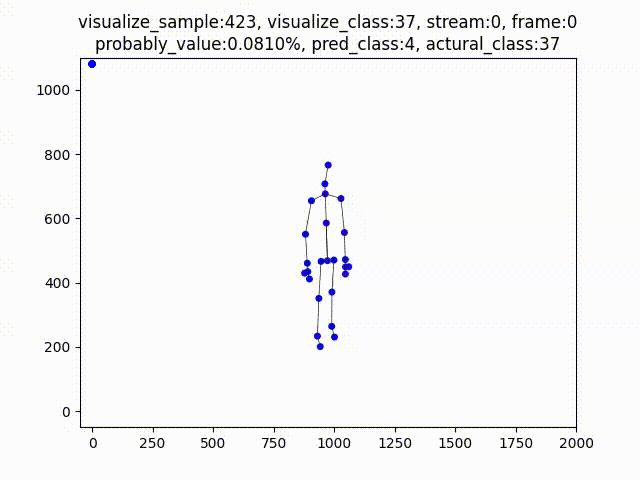 visualize_sample:423, visualize_class:37, stream:0, frame:0
probably_value:0.0810%, pred_class:4, actural_class:37
1000
800
600
400
200
0
0 250 500 750 1000 1250 1500 1750 2000